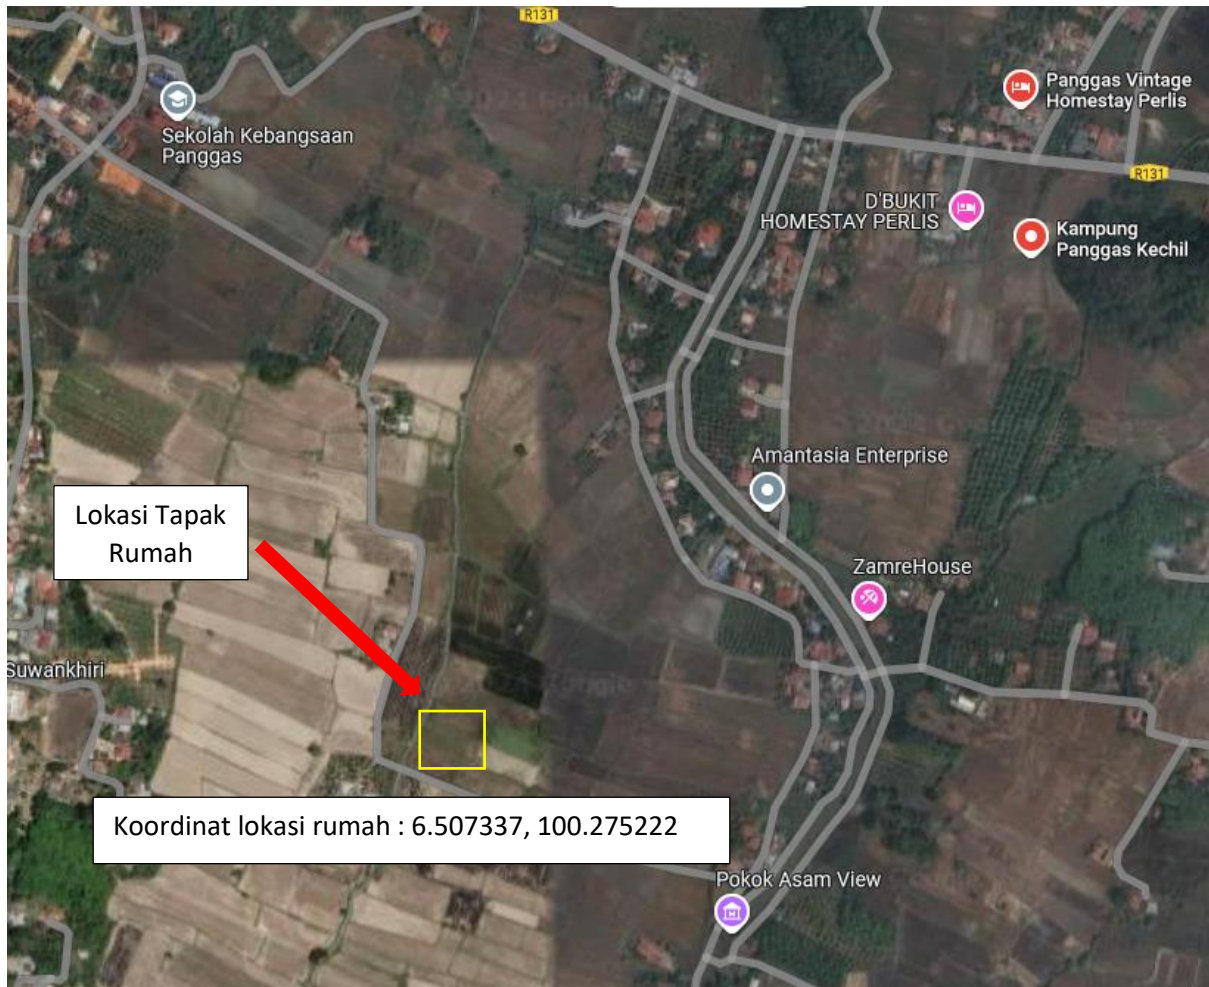 R131
Panggas Vintage
Homestay Perlis
Sekolah Kebangsaan
Panggas
R131
D'BUKIT
HOMESTAY PERLIS
Kampung
Panggas Kechil
Amantasia Enterprise
Lokasi Tapak
Rumah
ZamreHouse
Suwankhiri
Koordinat lokasi rumah : 6.507337, 100.275222
Pokok Asam View